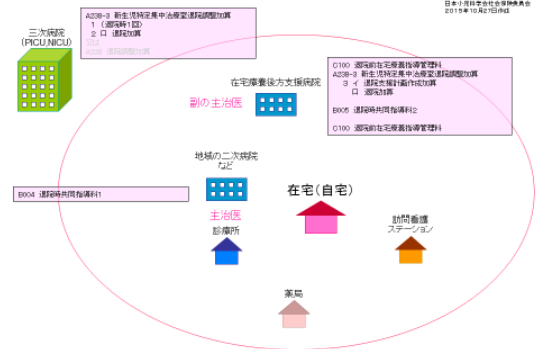 日本小児科学会社会保険委員会
2015年10月27日作成
三次病院
(PICU,NICU)
A238-3 新生児特定集中治療室退院調整加算
1 (退院時1回)
2 ロ 退院加算
在宅療養後方支援病院
副の主治医
C100 退院前在宅療養指導管理料
A238-3 新生児特定集中治療室退院調整加算
3 イ 退院支援計画作成加算
ロ 退院加算
B005 退院時共同指導料2
C100 退院前在宅療養指導管理料
地域の二次病院
など
B004 退院時共同指導料1
主治医
診療所
在宅(自宅)
訪問看護
ステーション
薬局